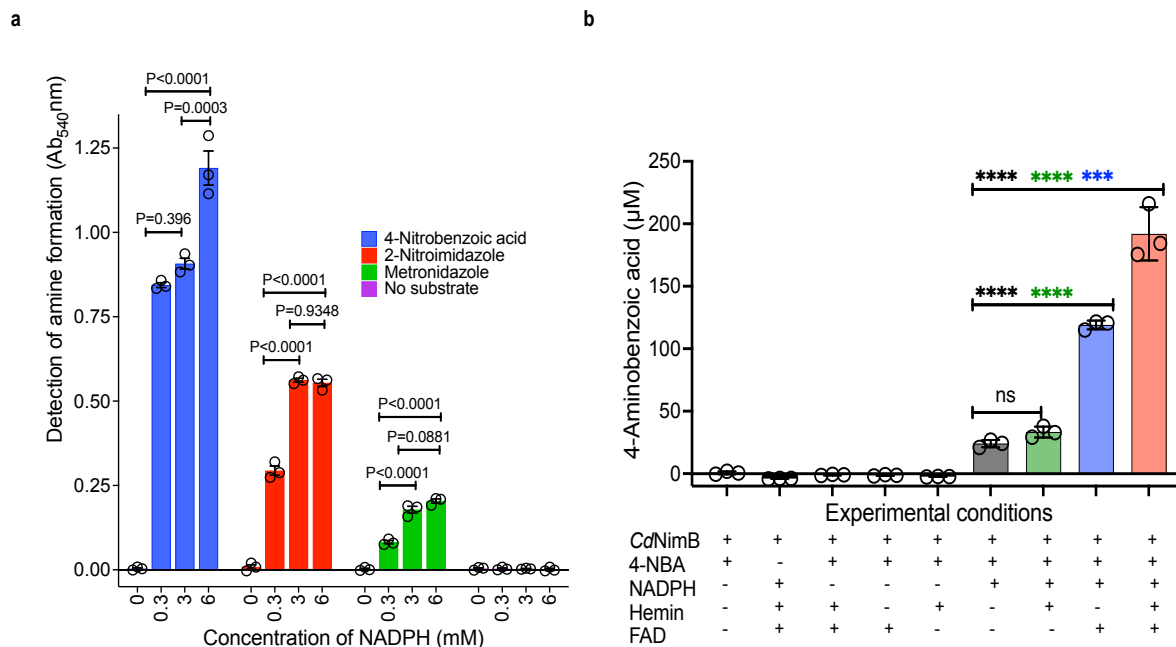 a
b
Detection of amine formation (Ab540nm)
1.25
1.00
0.75
0.50
0.25
0.00
P<0.0001
P=0.0003
P=0.396
P<0.0001
P=0.9348
P<0.0001
P<0.0001
P=0.0881
P<0.0001
4-Nitrobenzoic acid
2-Nitroimidazole
Metronidazole
No substrate
0 0.3 3 6 0 0.3 3 6 0 0.3 3 6 0 0.3 3 6
Concentration of NADPH (mM)
4-Aminobenzoic acid (µM)
250
200
150
100
50
0
**** **** ***
**** ****
ns
Experimental conditions
CdNimB + + + + + + + + +
4-NBA + - + + + + + + +
NADPH - + - - - + + + +
Hemin - + + - + - + - +
FAD - + + + - - - + +